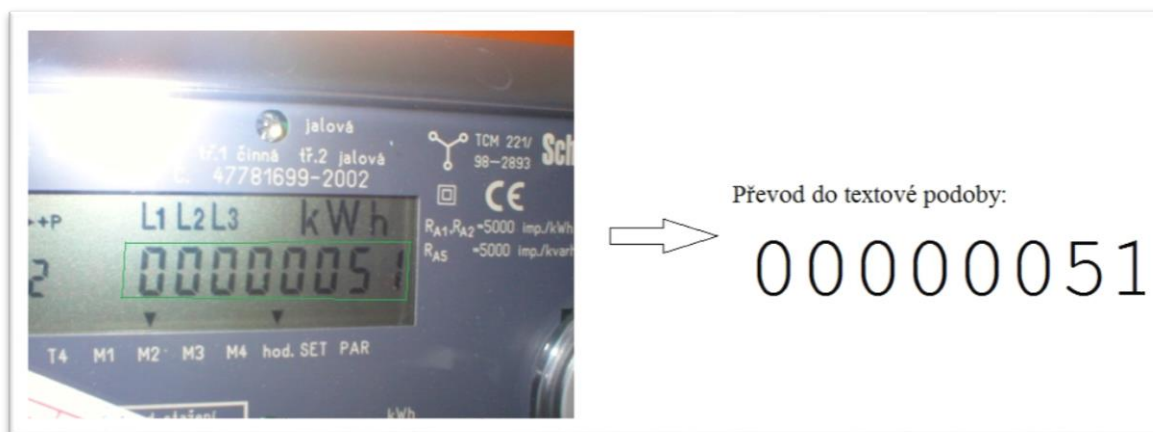 jalová
TCM 221/
98-2893
Sch
tř.1 činná tř.2 jalová
č. 47781699-2002
CE
+P L1 L2 L3 kWh
RA1,RA2=5000 imp./kWh
RA5 =5000 imp./kvarh
2 00000051
T4 M1 M2 M3 M4 hod. SET PAR
kWh
Převod do textové podoby:
00000051